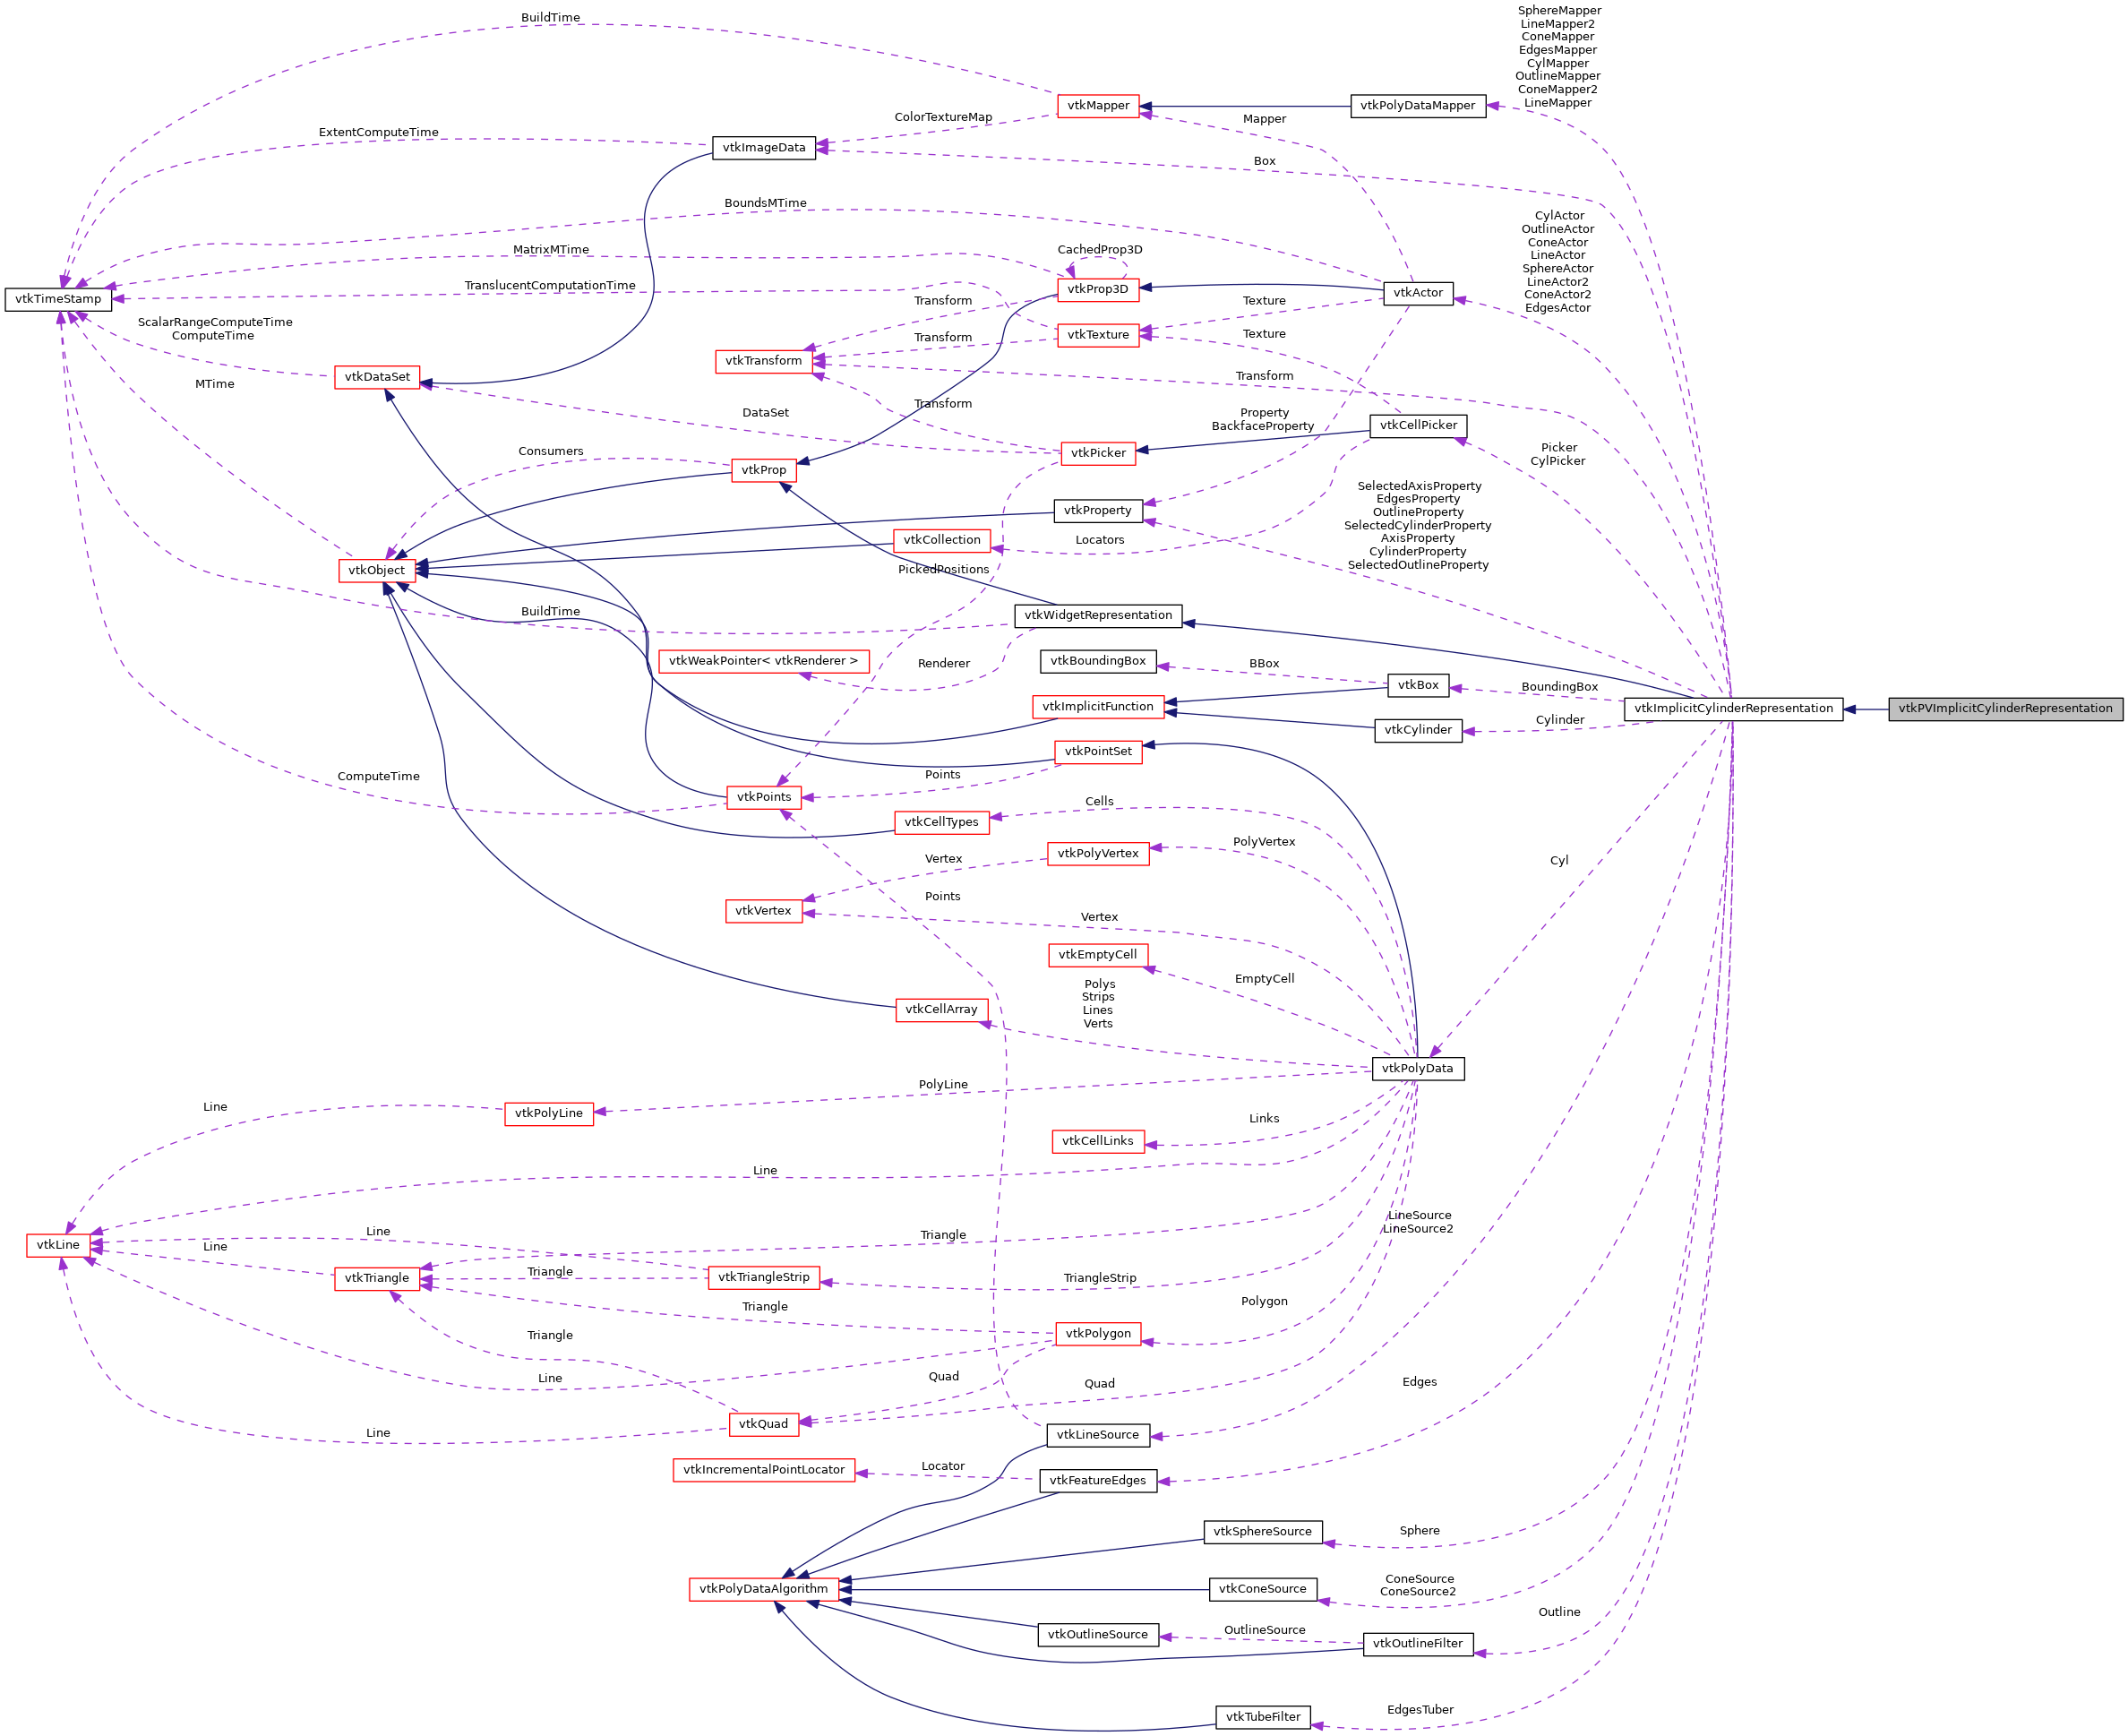 BuildTime
SphereMapper
LineMapper2
ConeMapper
EdgesMapper
CylMapper
OutlineMapper
ConeMapper2
LineMapper
vtkMapper
vtkPolyDataMapper
ColorTextureMap
Mapper
ExtentComputeTime
vtkImageData
Box
BoundsMTime
CylActor
OutlineActor
ConeActor
LineActor
SphereActor
LineActor2
ConeActor2
EdgesActor
MatrixMTime
CachedProp3D
vtkTimeStamp
TranslucentComputationTime
vtkProp3D
vtkActor
Transform
Texture
ScalarRangeComputeTime
ComputeTime
vtkTexture
Texture
Transform
vtkTransform
vtkDataSet
MTime
Transform
Transform
DataSet
Property
BackfaceProperty
vtkCellPicker
Consumers
vtkPicker
Picker
CylPicker
vtkProp
SelectedAxisProperty
EdgesProperty
OutlineProperty
SelectedCylinderProperty
AxisProperty
CylinderProperty
SelectedOutlineProperty
vtkProperty
vtkCollection
Locators
vtkObject
PickedPositions
BuildTime
vtkWidgetRepresentation
vtkWeakPointer< vtkRenderer >
Renderer
vtkBoundingBox
BBox
vtkBox
BoundingBox
vtkImplicitFunction
vtkImplicitCylinderRepresentation
vtkPVImplicitCylinderRepresentation
vtkCylinder
Cylinder
vtkPointSet
ComputeTime
Points
vtkPoints
Cells
vtkCellTypes
PolyVertex
vtkPolyVertex
Vertex
Cyl
Points
vtkVertex
Vertex
vtkEmptyCell
EmptyCell
Polys
Strips
Lines
Verts
vtkCellArray
vtkPolyData
PolyLine
Line
vtkPolyLine
Links
vtkCellLinks
Line
LineSource
LineSource2
Line
Triangle
vtkLine
Line
vtkTriangle
Triangle
vtkTriangleStrip
TriangleStrip
Triangle
Polygon
Triangle
vtkPolygon
Line
Quad
Quad
Edges
vtkQuad
Line
vtkLineSource
vtkIncrementalPointLocator
Locator
vtkFeatureEdges
vtkSphereSource
Sphere
vtkPolyDataAlgorithm
vtkConeSource
ConeSource
ConeSource2
vtkOutlineSource
OutlineSource
vtkOutlineFilter
Outline
vtkTubeFilter
EdgesTuber